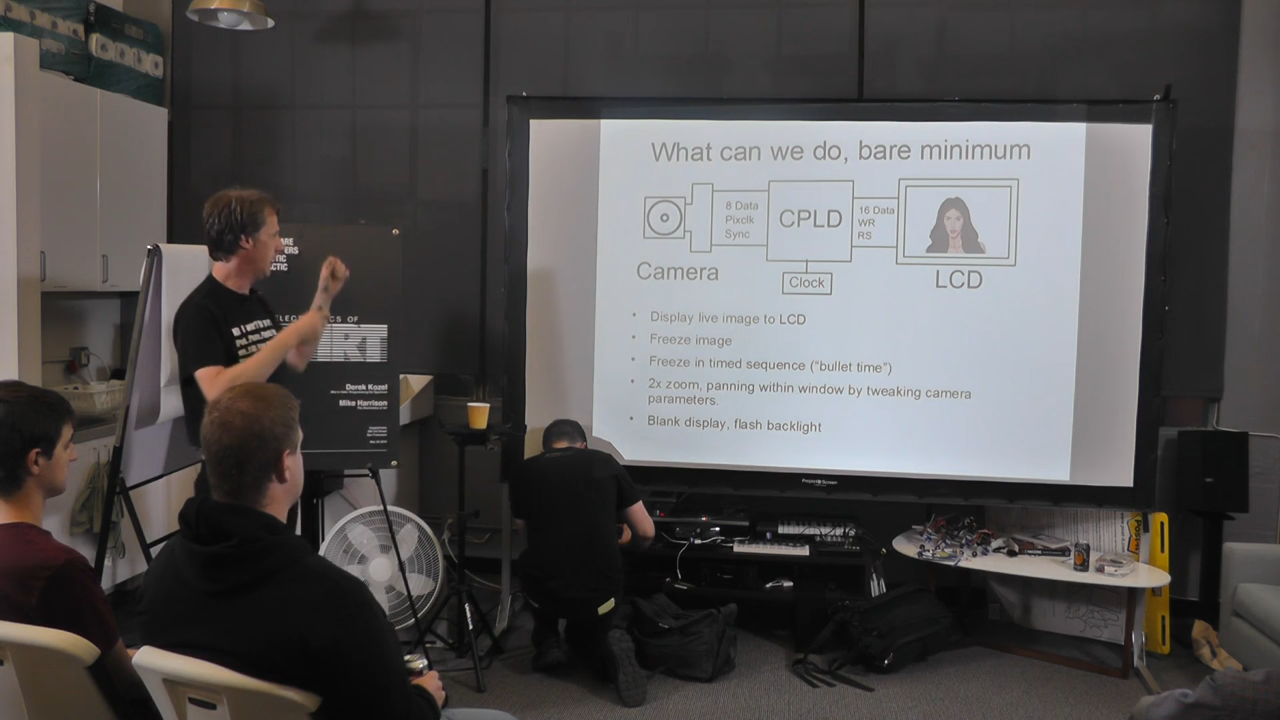 What can we do, bare minimum
8 Data
Pixclk
Sync
CPLD
16 Data
WR
RS
Camera
Clock
LCD
• Display live image to LCD
• Freeze image
• Freeze in timed sequence (“bullet time”)
• 2x zoom, panning within window by tweaking camera
parameters.
• Blank display, flash backlight
Derek Kozel
Mike Harrison